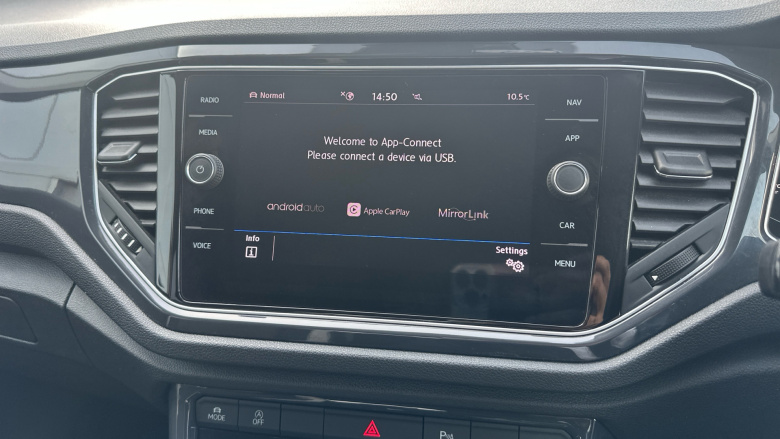 RADIO
MEDIA
PHONE
VOICE
Normal
14:50
10.5°C
Welcome to App-Connect
Please connect a device via USB.
androidauto
Apple CarPlay
MirrorLink
Info
Settings
NAV
APP
CAR
MENU
MODE
A
OFF